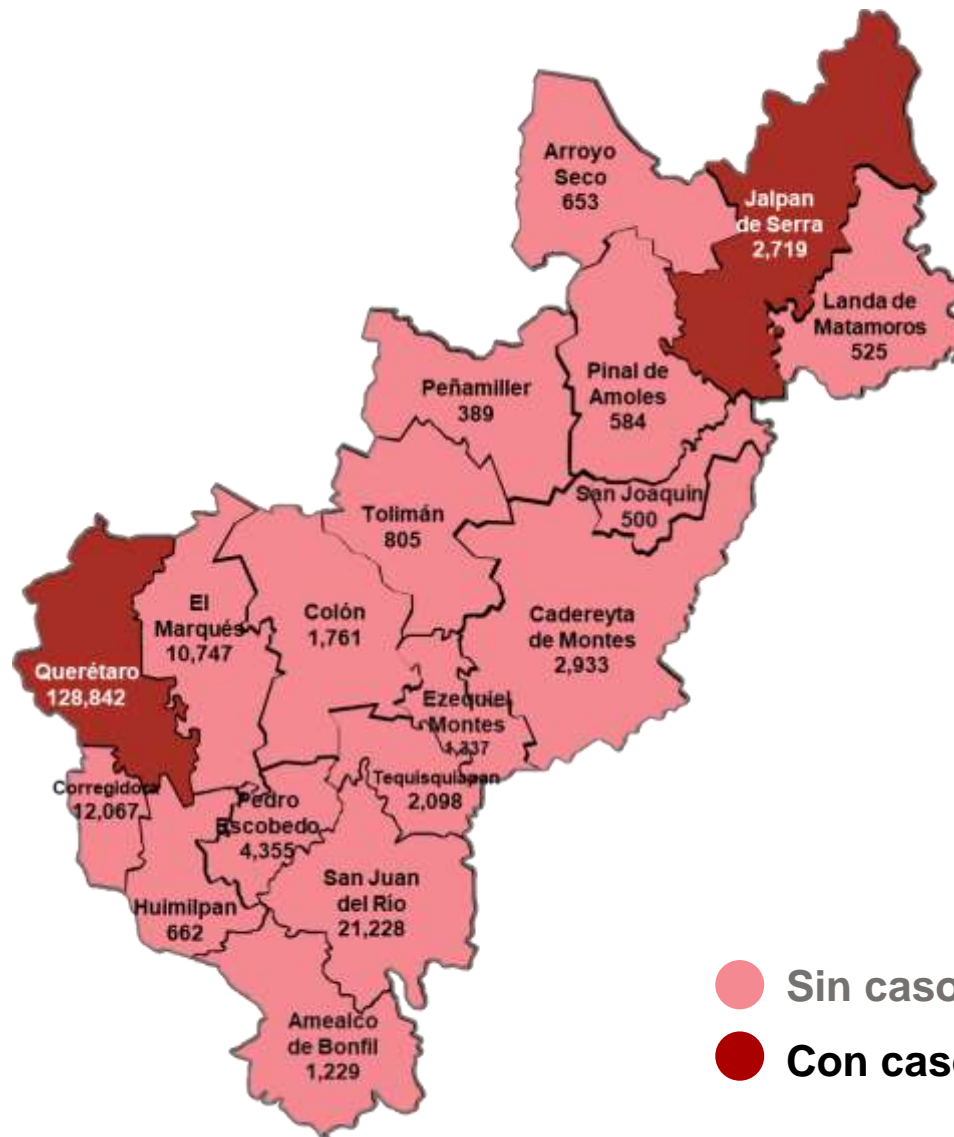 Arroyo
Seco
653
Jalpan
de Serra
2,719
Landa de
Matamoros
525
Pinal de
Amoles
584
Peñamiller
389
San Joaquin
500
Tolimán
805
Cadereyta
de Montes
2,933
El
Marqués
10,747
Colón
1,761
Querétaro
128,842
Ezequiel
Montes
1,337
Tequisquiapan
2,098
Corregidora
12,067
Pedro
Escobedo
4,355
San Juan
del Río
21,228
Huimilpan
662
Amealco
de Bonfil
1,229
Sin caso
Con caso